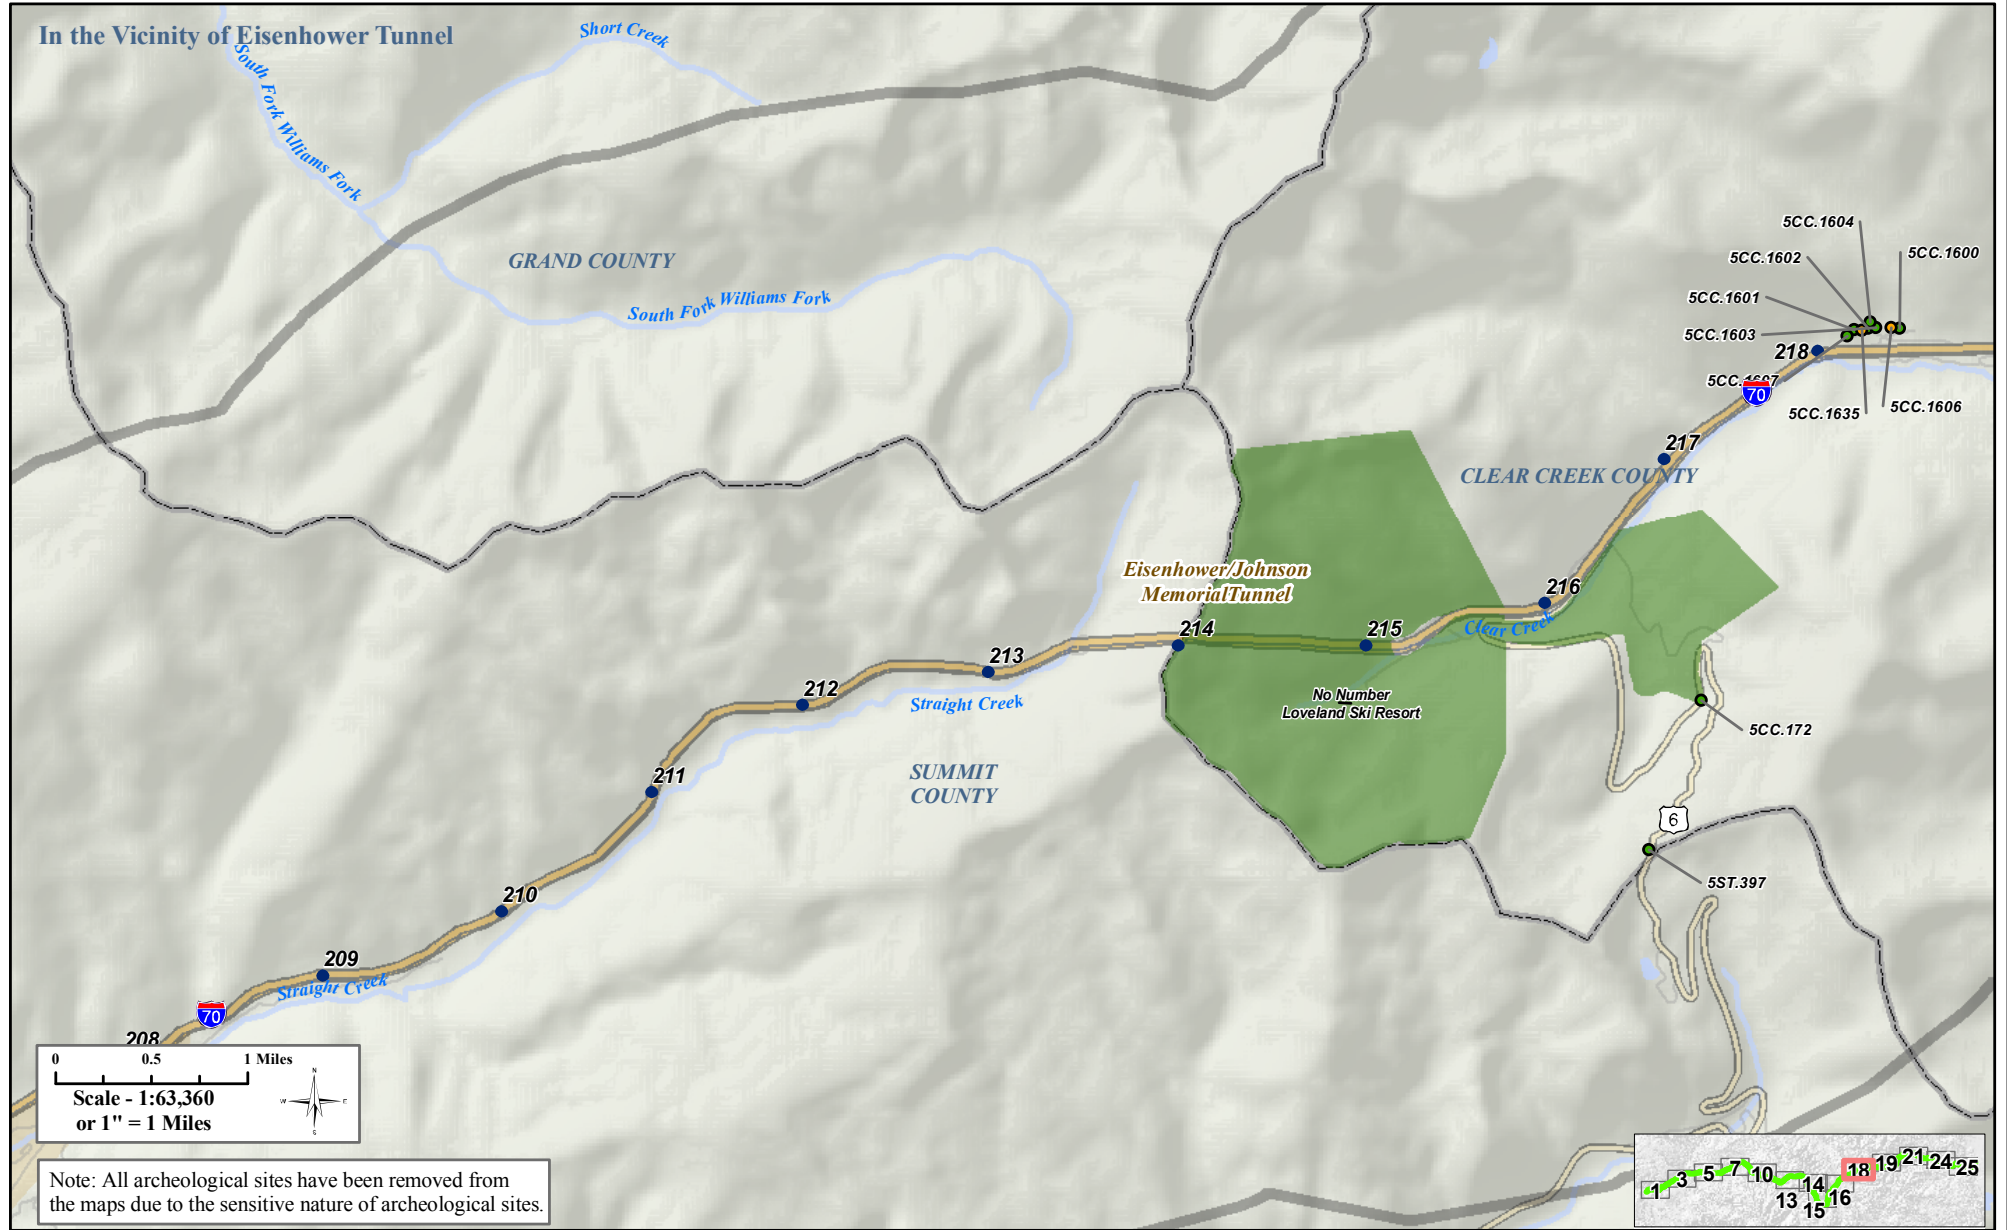 In the Vicinity of Eisenhower Tunnel
Short Creek
South Fork Williams Fork
GRAND COUNTY
South Fork Williams Fork
5CC.1604
5CC.1602
5CC.1600
5CC.1601
5CC.1603
218
5CC.1607
70
5CC.1635
5CC.1606
217
CLEAR CREEK COUNTY
Eisenhower/Johnson
MemorialTunnel
216
Clear Creek
214
215
213
212
Straight Creek
No Number
Loveland Ski Resort
5CC.172
SUMMIT
COUNTY
211
6
5ST.397
210
209
Straight Creek
70
208
0 0.5 1 Miles
Scale - 1:63,360
or 1" = 1 Miles
N
W E
S
Note: All archeological sites have been removed from
the maps due to the sensitive nature of archeological sites.
1 3 5 7 10 13 14 15 16 18 19 21 24 25